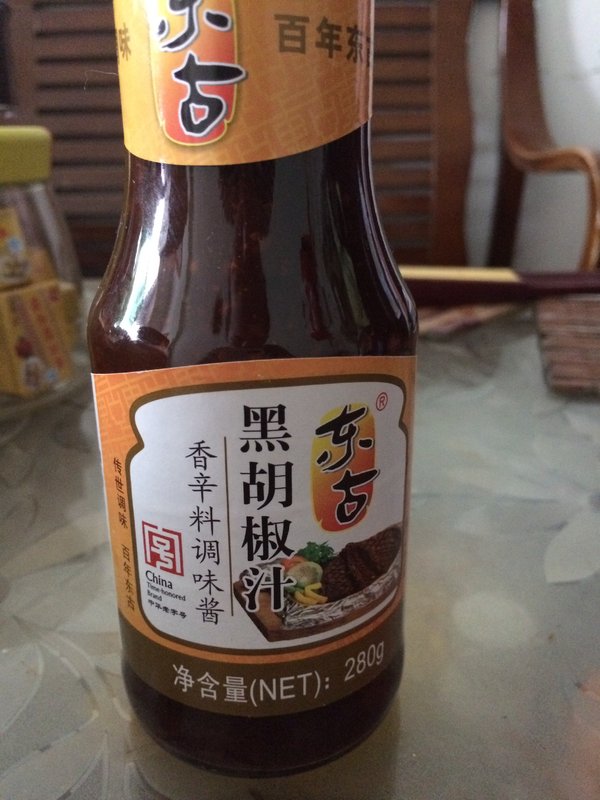 东古
百年东古
味
东古®
黑胡椒汁
香辛料调味酱
传世调味 百年东古
China
Time-honored
Brand
中华老字号
净含量(NET): 280g